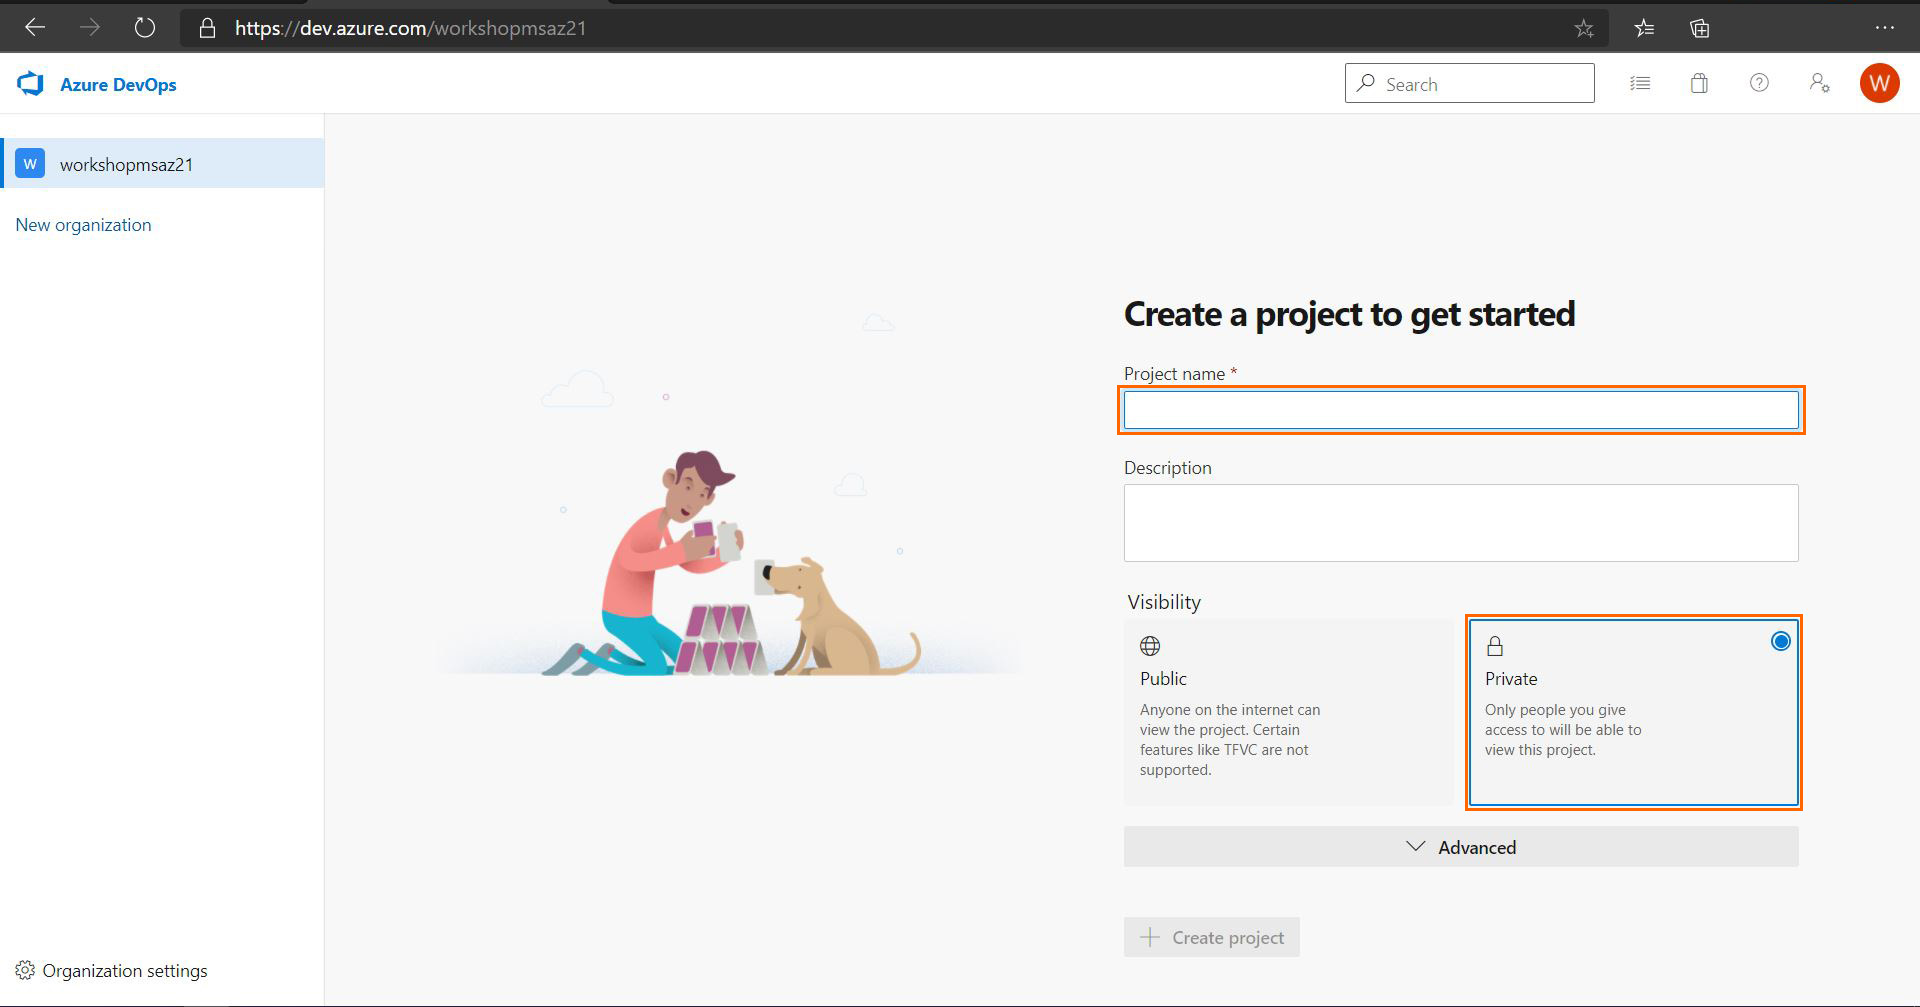 https://dev.azure.com/workshopmsaz21
Azure DevOps
Search
W
W
workshopmsaz21
New organization
Create a project to get started
Project name *
Description
Visibility
Public
Anyone on the internet can
view the project. Certain
features like TFVC are not
supported.
Private
Only people you give
access to will be able to
view this project.
Advanced
Create project
Organization settings